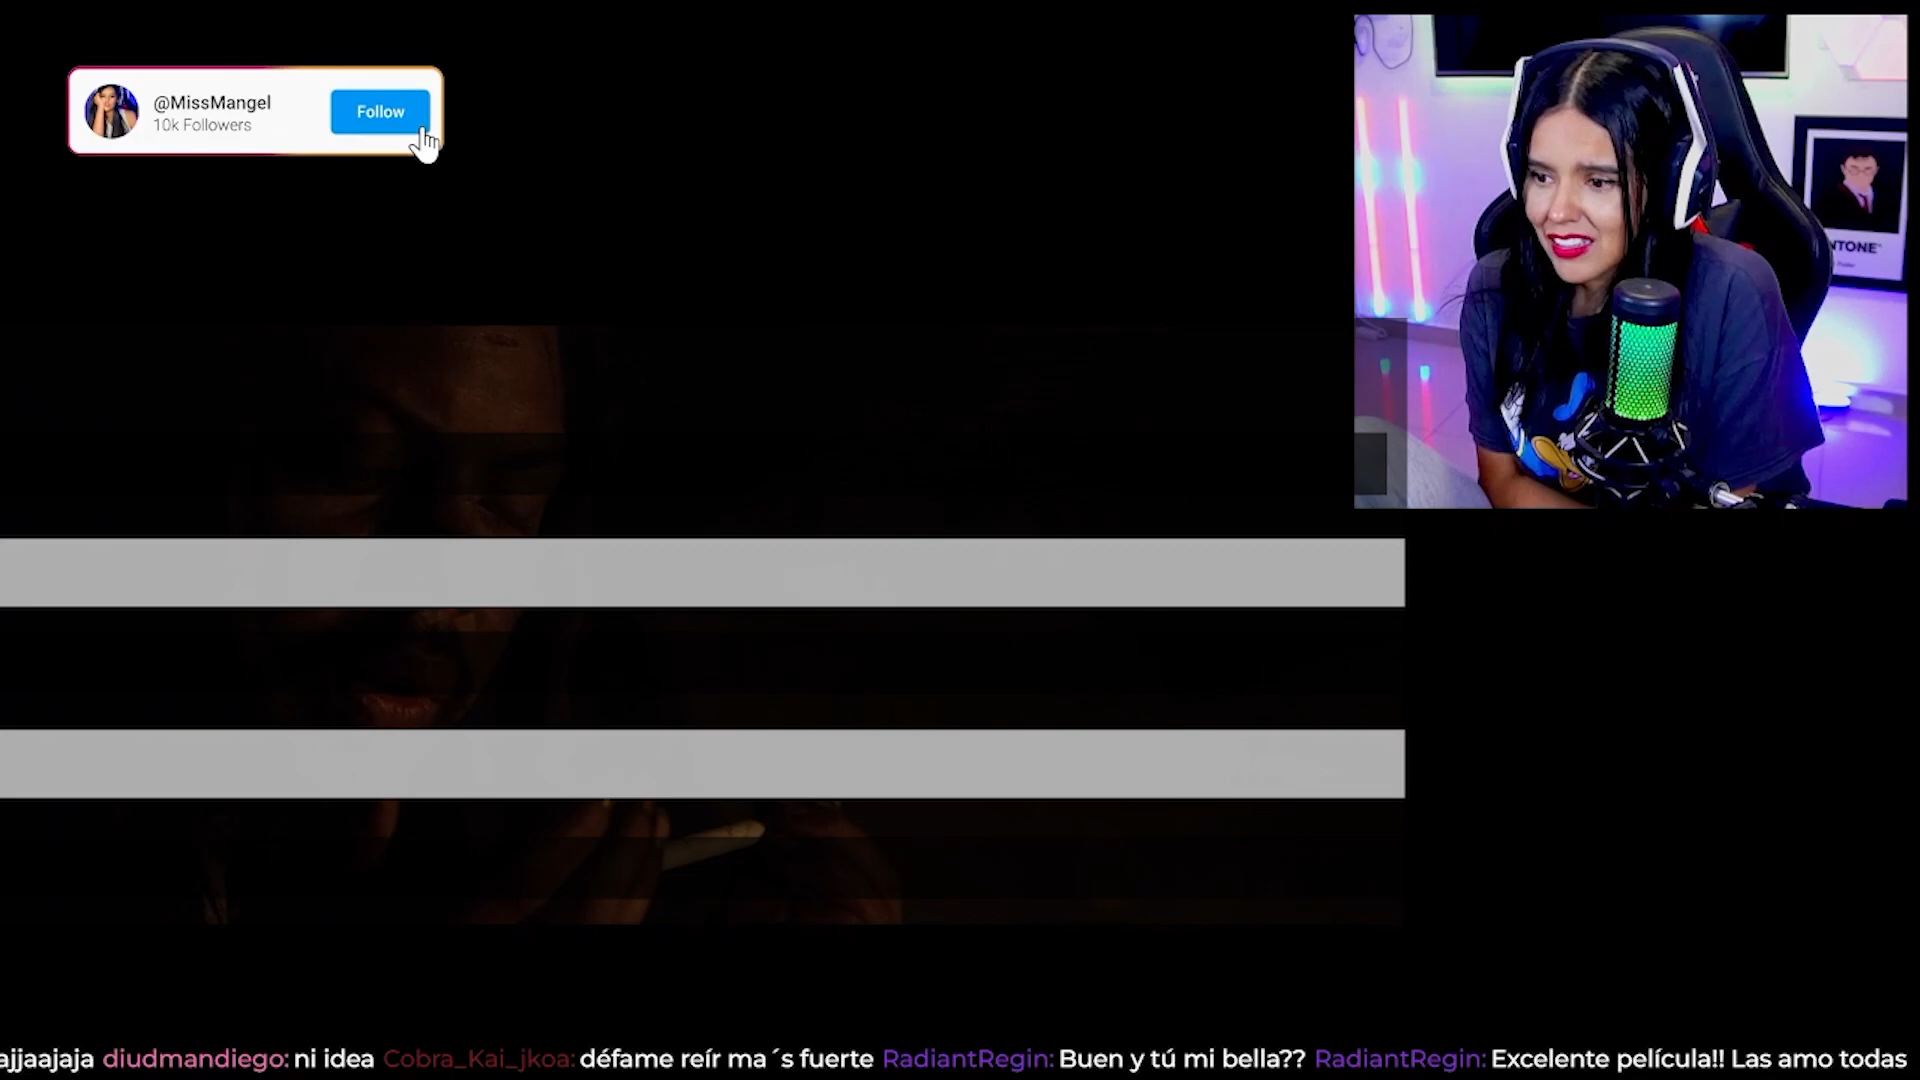 @MissMangel
10k Followers
Follow
NTONE
ajjaajaja diudmandiego: ni idea Cobra_Kai_jkoa: défame reír ma´s fuerte RadiantRegin: Buen y tú mi bella?? RadiantRegin: Excelente película!! Las amo todas